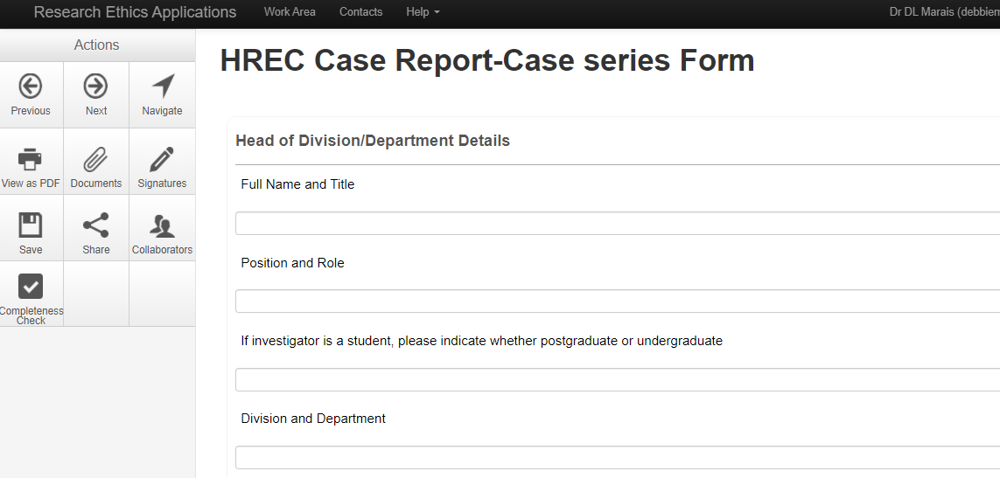 Research Ethics Applications Work Area Contacts Help Dr DL Marais (debbiem
Actions
HREC Case Report-Case series Form
Previous Next Navigate
Head of Division/Department Details
View as PDF Documents Signatures
Full Name and Title
Save Share Collaborators
Position and Role
Completeness
Check
If investigator is a student, please indicate whether postgraduate or undergraduate
Division and Department